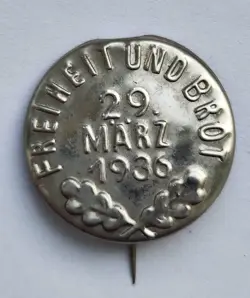 FREIHEIT UND BROT
29.
MÄRZ
1936